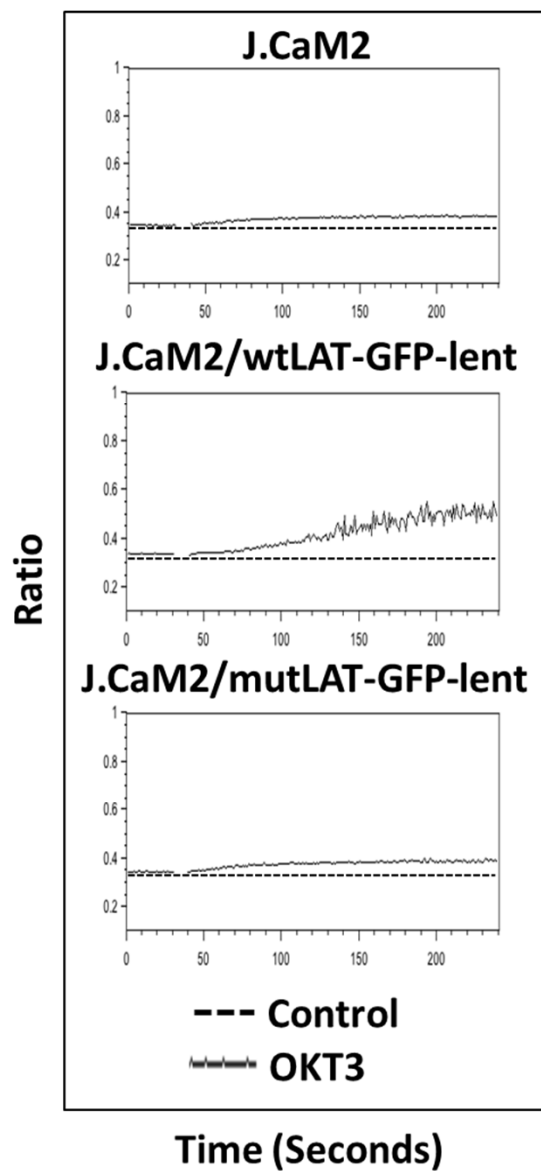 J.CaM2
1
0.8
0.6
0.4
0.2
0 50 100 150 200
J.CaM2/wtLAT-GFP-lent
1
0.8
0.6
0.4
0.2
0 50 100 150 200
J.CaM2/mutLAT-GFP-lent
1
0.8
0.6
0.4
0.2
0 50 100 150 200
Ratio
Control
OKT3
Time (Seconds)